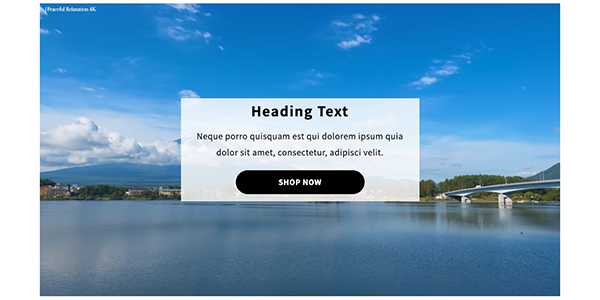 | Peaceful Relaxation 4K
Heading Text
Neque porro quisquam est qui dolorem ipsum quia
dolor sit amet, consectetur, adipisci velit.
SHOP NOW